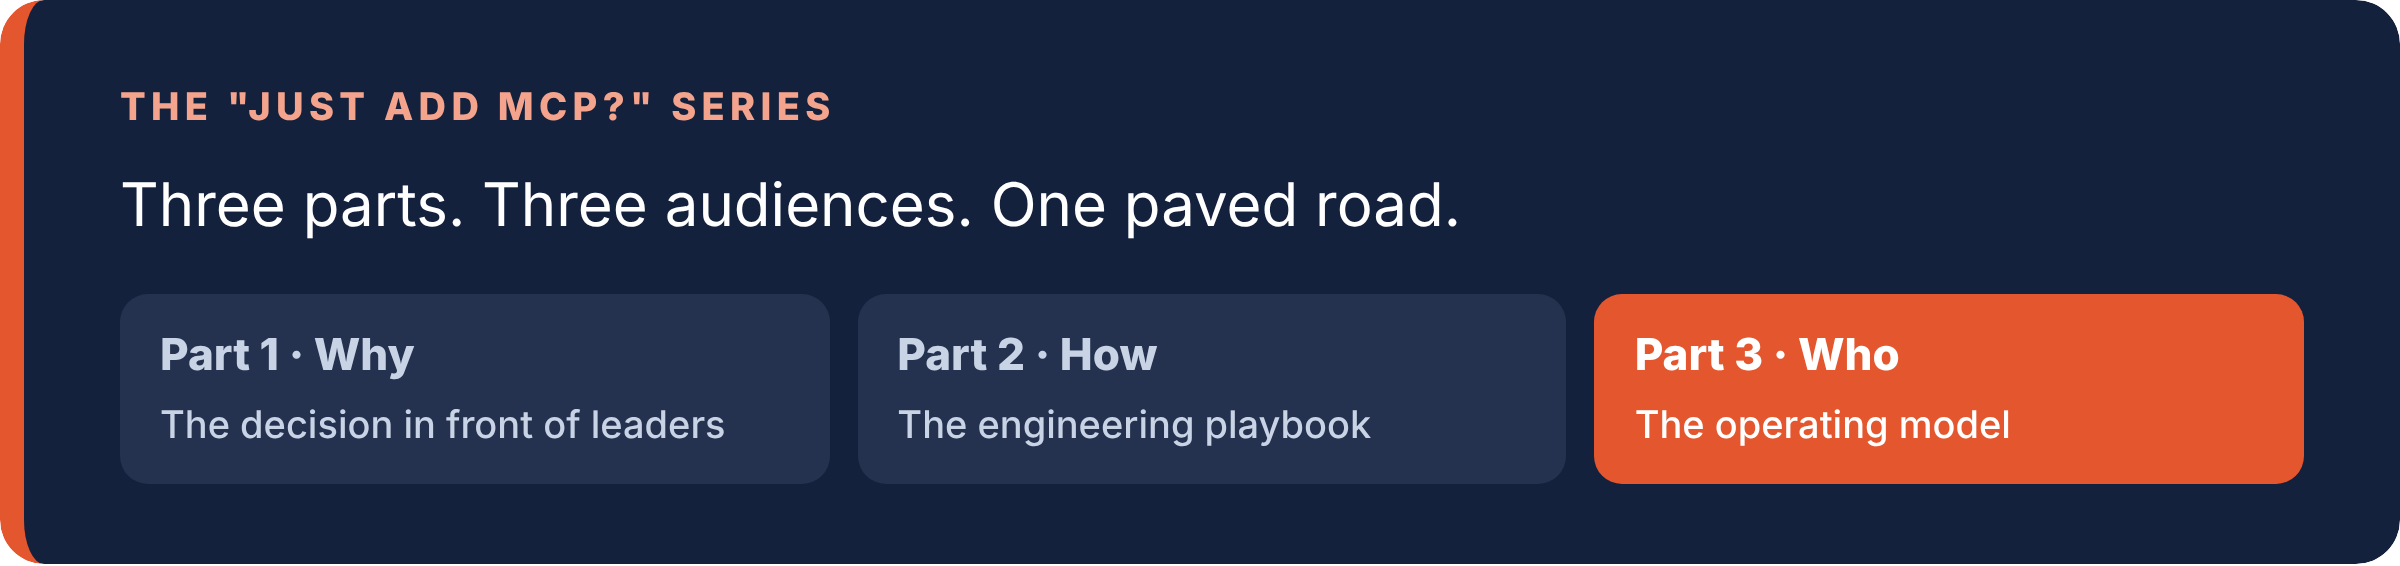 THE "JUST ADD MCP?" SERIES
Three parts. Three audiences. One paved road.
Part 1 · Why
The decision in front of leaders
Part 2 · How
The engineering playbook
Part 3 · Who
The operating model